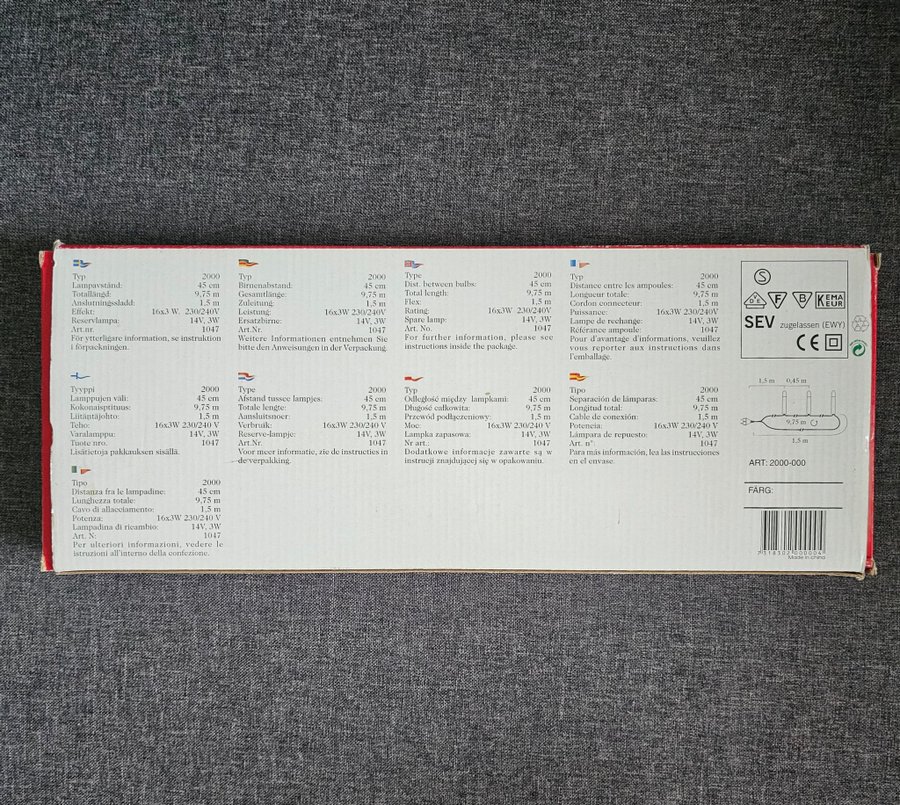 Typ 2000
Lampavstånd: 45 cm
Totallängd: 9,75 m
Anslutningssladd: 1,5 m
Effekt: 16x3 W. 230/240V
Reservlampa: 14V, 3W
Art.nr. 1047
För ytterligare information, se instruktion
i förpackningen.
Typ 2000
Birnenabstand: 45 cm
Gesamtlänge: 9,75 m
Zuleitung: 1,5 m
Leistung: 16x3W 230/240V
Ersatzbirne: 14V, 3W
Art.Nr. 1047
Weitere Informationen entnehmen Sie
bitte den Anweisungen in der Verpackung.
Type 2000
Dist. between bulbs: 45 cm
Total length: 9,75 m
Flex: 1,5 m
Rating: 16x3W 230/240V
Spare lamp: 14V, 3W
Art. No. 1047
For further information, please see
instructions inside the package.
Typ 2000
Distance entre les ampoules: 45 cm
Longueur totale: 9,75 m
Cordon connecteur: 1,5 m
Puissance: 16x3W 230/240V
Lampe de rechange: 14V, 3W
Référance ampoule: 1047
Pour d'avantage d'informations, veuillez
vous reporter aux instructions dans
l'emballage.
Tyyppi 2000
Lamppujen väli: 45 cm
Kokonaispituus: 9,75 m
Liitäntäjohto: 1,5 m
Teho: 16x3W 230/240 V
Varalamppu: 14V, 3W
Tuote nro. 1047
Lisätietoja pakkauksen sisällä.
Type 2000
Afstand tussee lampjes: 45 cm
Totale lengte: 9,75 m
Aansluitsnoer: 1,5 m
Verbruik: 16x3W 230/240 V
Reserve-lampje: 14V, 3W
Art.Nr. 1047
Voor meer informatie, zie de instructies in
de verpakking.
Typ 2000
Odległość między lampkami: 45 cm
Długość całkowita: 9,75 m
Przewód podłączeniowy: 1,5 m
Moc: 16x3W 230/240 V
Lampka zapasowa: 14V, 3W
Nr art.: 1047
Dodatkowe informacje zawarte są w
instrucji znajdującej się w opakowaniu.
Tipo 2000
Separación de lámparas: 45 cm
Longitud total: 9,75 m
Cable de conexión: 1,5 m
Potencia: 16x3W 230/240 V
Lámpara de repuesto: 14V, 3W
Art. nº: 1047
Para más información, lea las instrucciones
en el envase.
Tipo 2000
Distanza fra le lampadine: 45 cm
Lunghezza totale: 9,75 m
Cavo di allacciamento: 1,5 m
Potenza: 16x3W 230/240 V
Lampadina di ricambio: 14V, 3W
Art. N: 1047
Per ulteriori informazioni, vedere le
istruzioni all'interno della confezione.
S
D E F B KEMA
KEUR
SEV zugelassen (EWY)
CE
1,5 m 0,45 m
9,75 m
1,5 m
ART: 2000-000
FÄRG:
7 318302 000004
Made in china